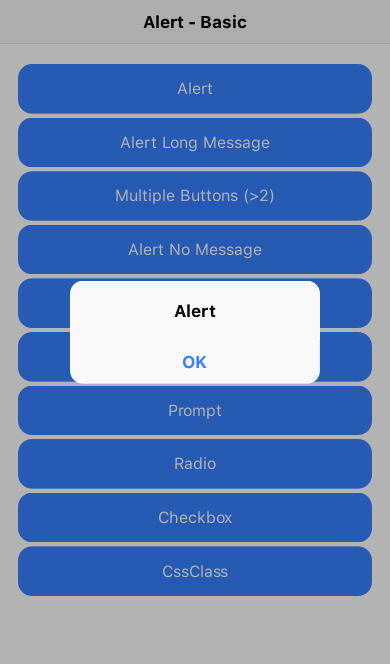 Alert - Basic
Alert
Alert Long Message
Multiple Buttons (>2)
Alert No Message
Alert
OK
Prompt
Radio
Checkbox
CssClass